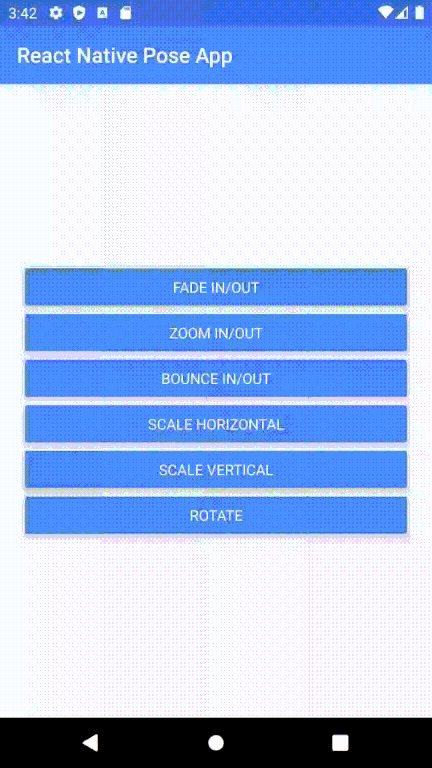 3:42
React Native Pose App
FADE IN/OUT
ZOOM IN/OUT
BOUNCE IN/OUT
SCALE HORIZONTAL
SCALE VERTICAL
ROTATE